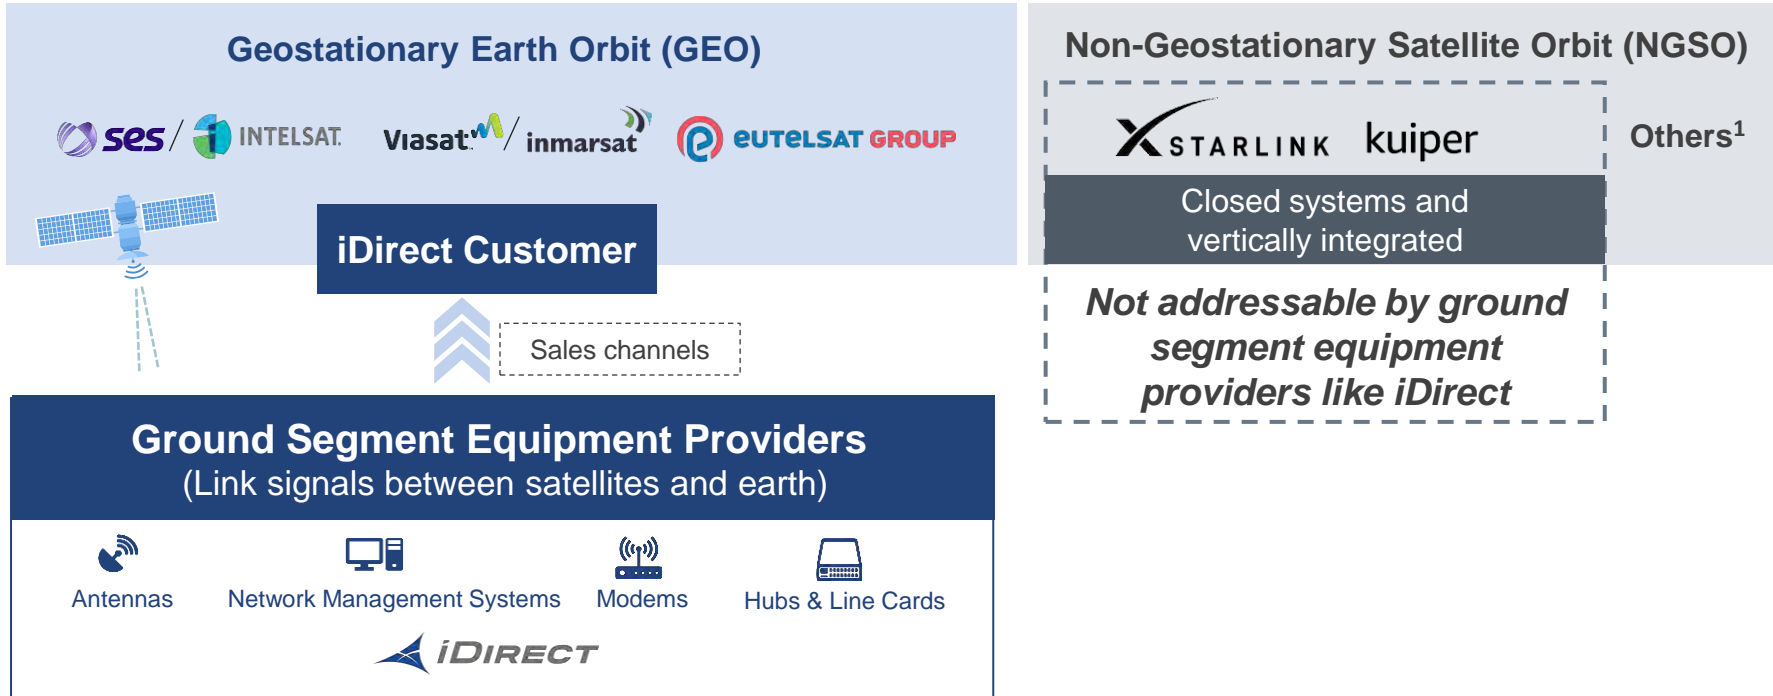 Geostationary Earth Orbit (GEO)
ses / INTELSAT. Viasat / inmarsat eutelsat GROUP
iDirect Customer
Sales channels
Ground Segment Equipment Providers
(Link signals between satellites and earth)
Antennas Network Management Systems Modems Hubs & Line Cards
iDIRECT
Non-Geostationary Satellite Orbit (NGSO)
STARLINK kuiper Others¹
Closed systems and
vertically integrated
Not addressable by ground
segment equipment
providers like iDirect